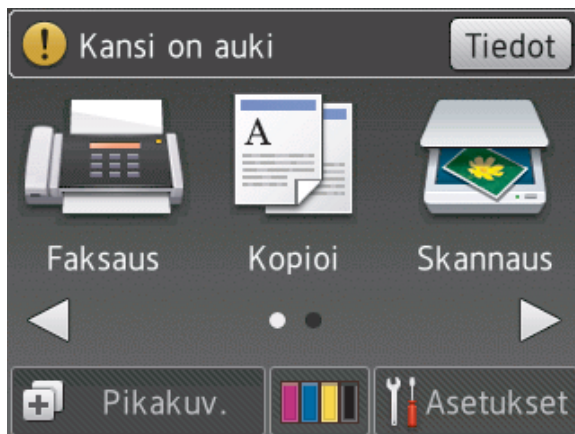 Kansi on auki Tiedot
A
Faksaus Kopioi Skannaus
Pikakuv. Asetukset